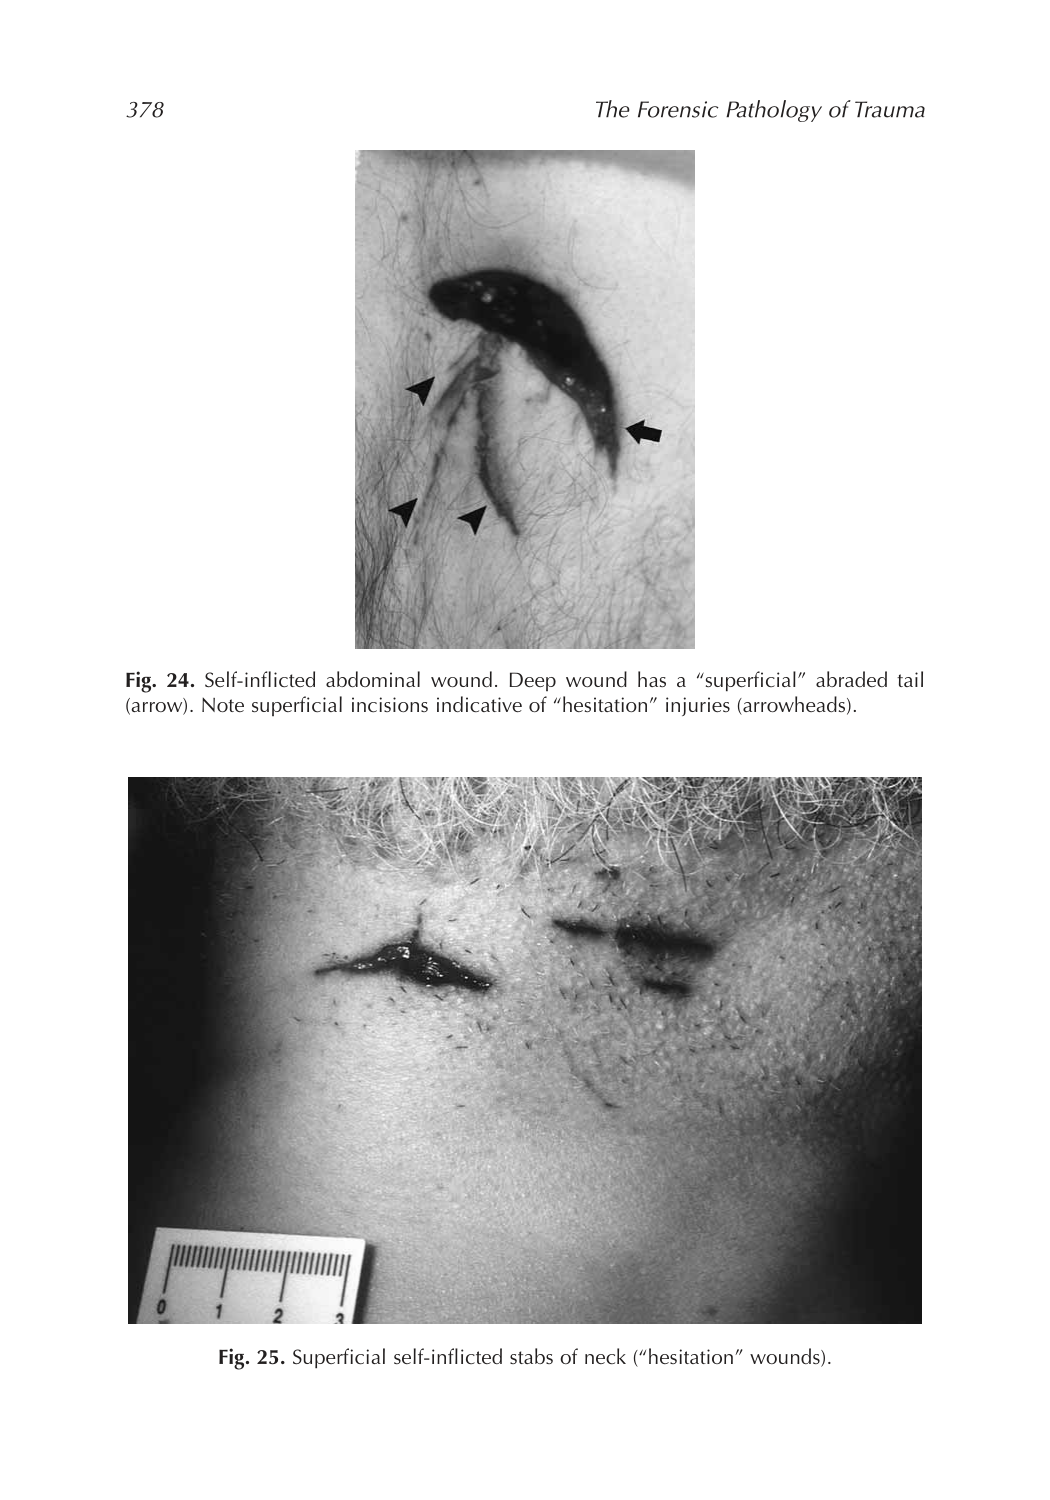 378
The Forensic Pathology of Trauma
Fig. 24. Self-inflicted abdominal wound. Deep wound has a “superficial” abraded tail
(arrow). Note superficial incisions indicative of “hesitation” injuries (arrowheads).
0 1 2 3
Fig. 25. Superficial self-inflicted stabs of neck (“hesitation” wounds).